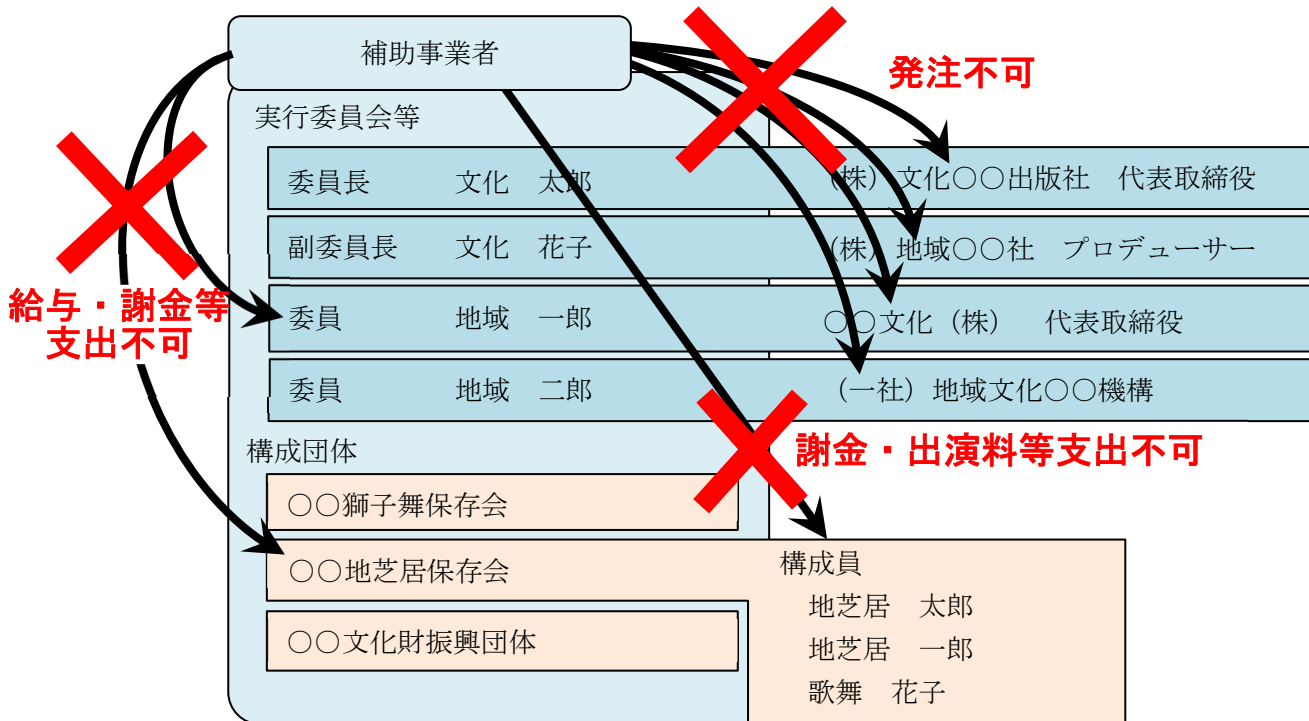 補助事業者
発注不可
実行委員会等
委員長 文化 太郎 (株)文化〇〇出版社 代表取締役
副委員長 文化 花子 (株)地域〇〇社 プロデューサー
給与・謝金等
支出不可
委員 地域 一郎 〇〇文化(株) 代表取締役
委員 地域 二郎 (一社)地域文化〇〇機構
謝金・出演料等支出不可
構成団体
〇〇獅子舞保存会
〇〇地芝居保存会
〇〇文化財振興団体
構成員
地芝居 太郎
地芝居 一郎
歌舞 花子